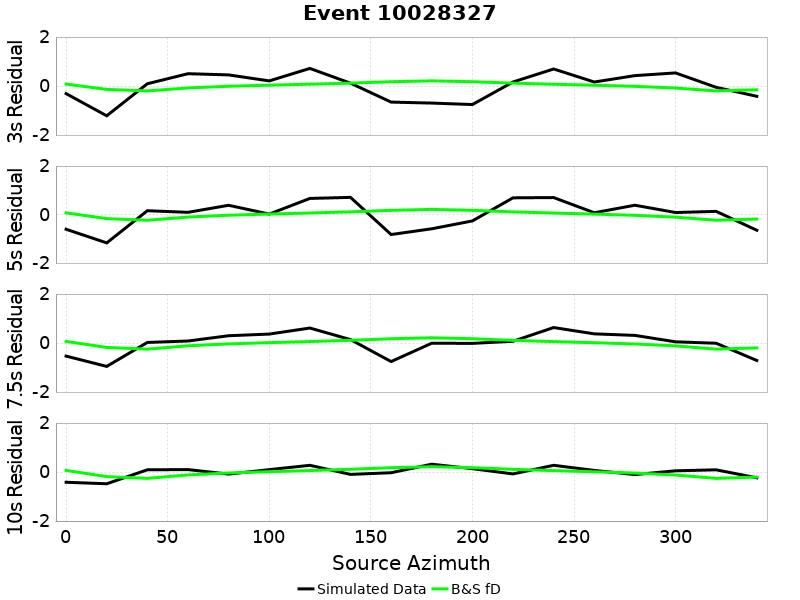 Event 10028327
3s Residual
2
0
-2
5s Residual
2
0
-2
7.5s Residual
2
0
-2
10s Residual
2
0
-2
0 50 100 150 200 250 300
Source Azimuth
Simulated Data B&S fD